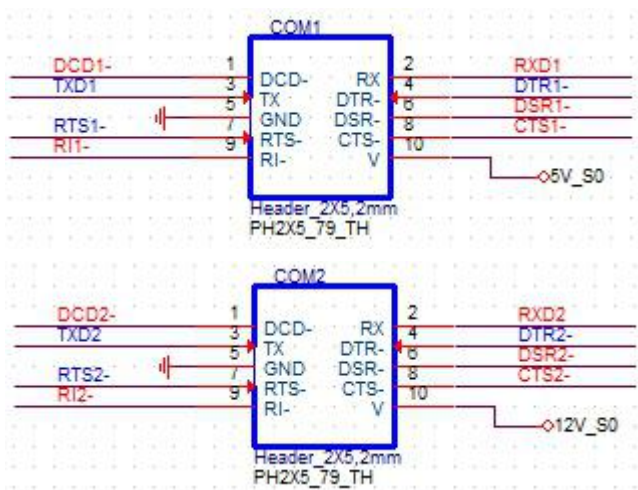 COM1
DCD1- 1 2 RXD1
TXD1 3 DCD- RX 4 DTR1-
5 TX DTR- 6 DSR1-
RTS1- 7 GND DSR- 8 CTS1-
RI1- 9 RTS- CTS- 10
RI- V
5V_S0
Header_2X5,2mm
PH2X5_79_TH
COM2
DCD2- 1 2 RXD2
TXD2 3 DCD- RX 4 DTR2-
5 TX DTR- 6 DSR2-
RTS2- 7 GND DSR- 8 CTS2-
RI2- 9 RTS- CTS- 10
RI- V
12V_S0
Header_2X5,2mm
PH2X5_79_TH